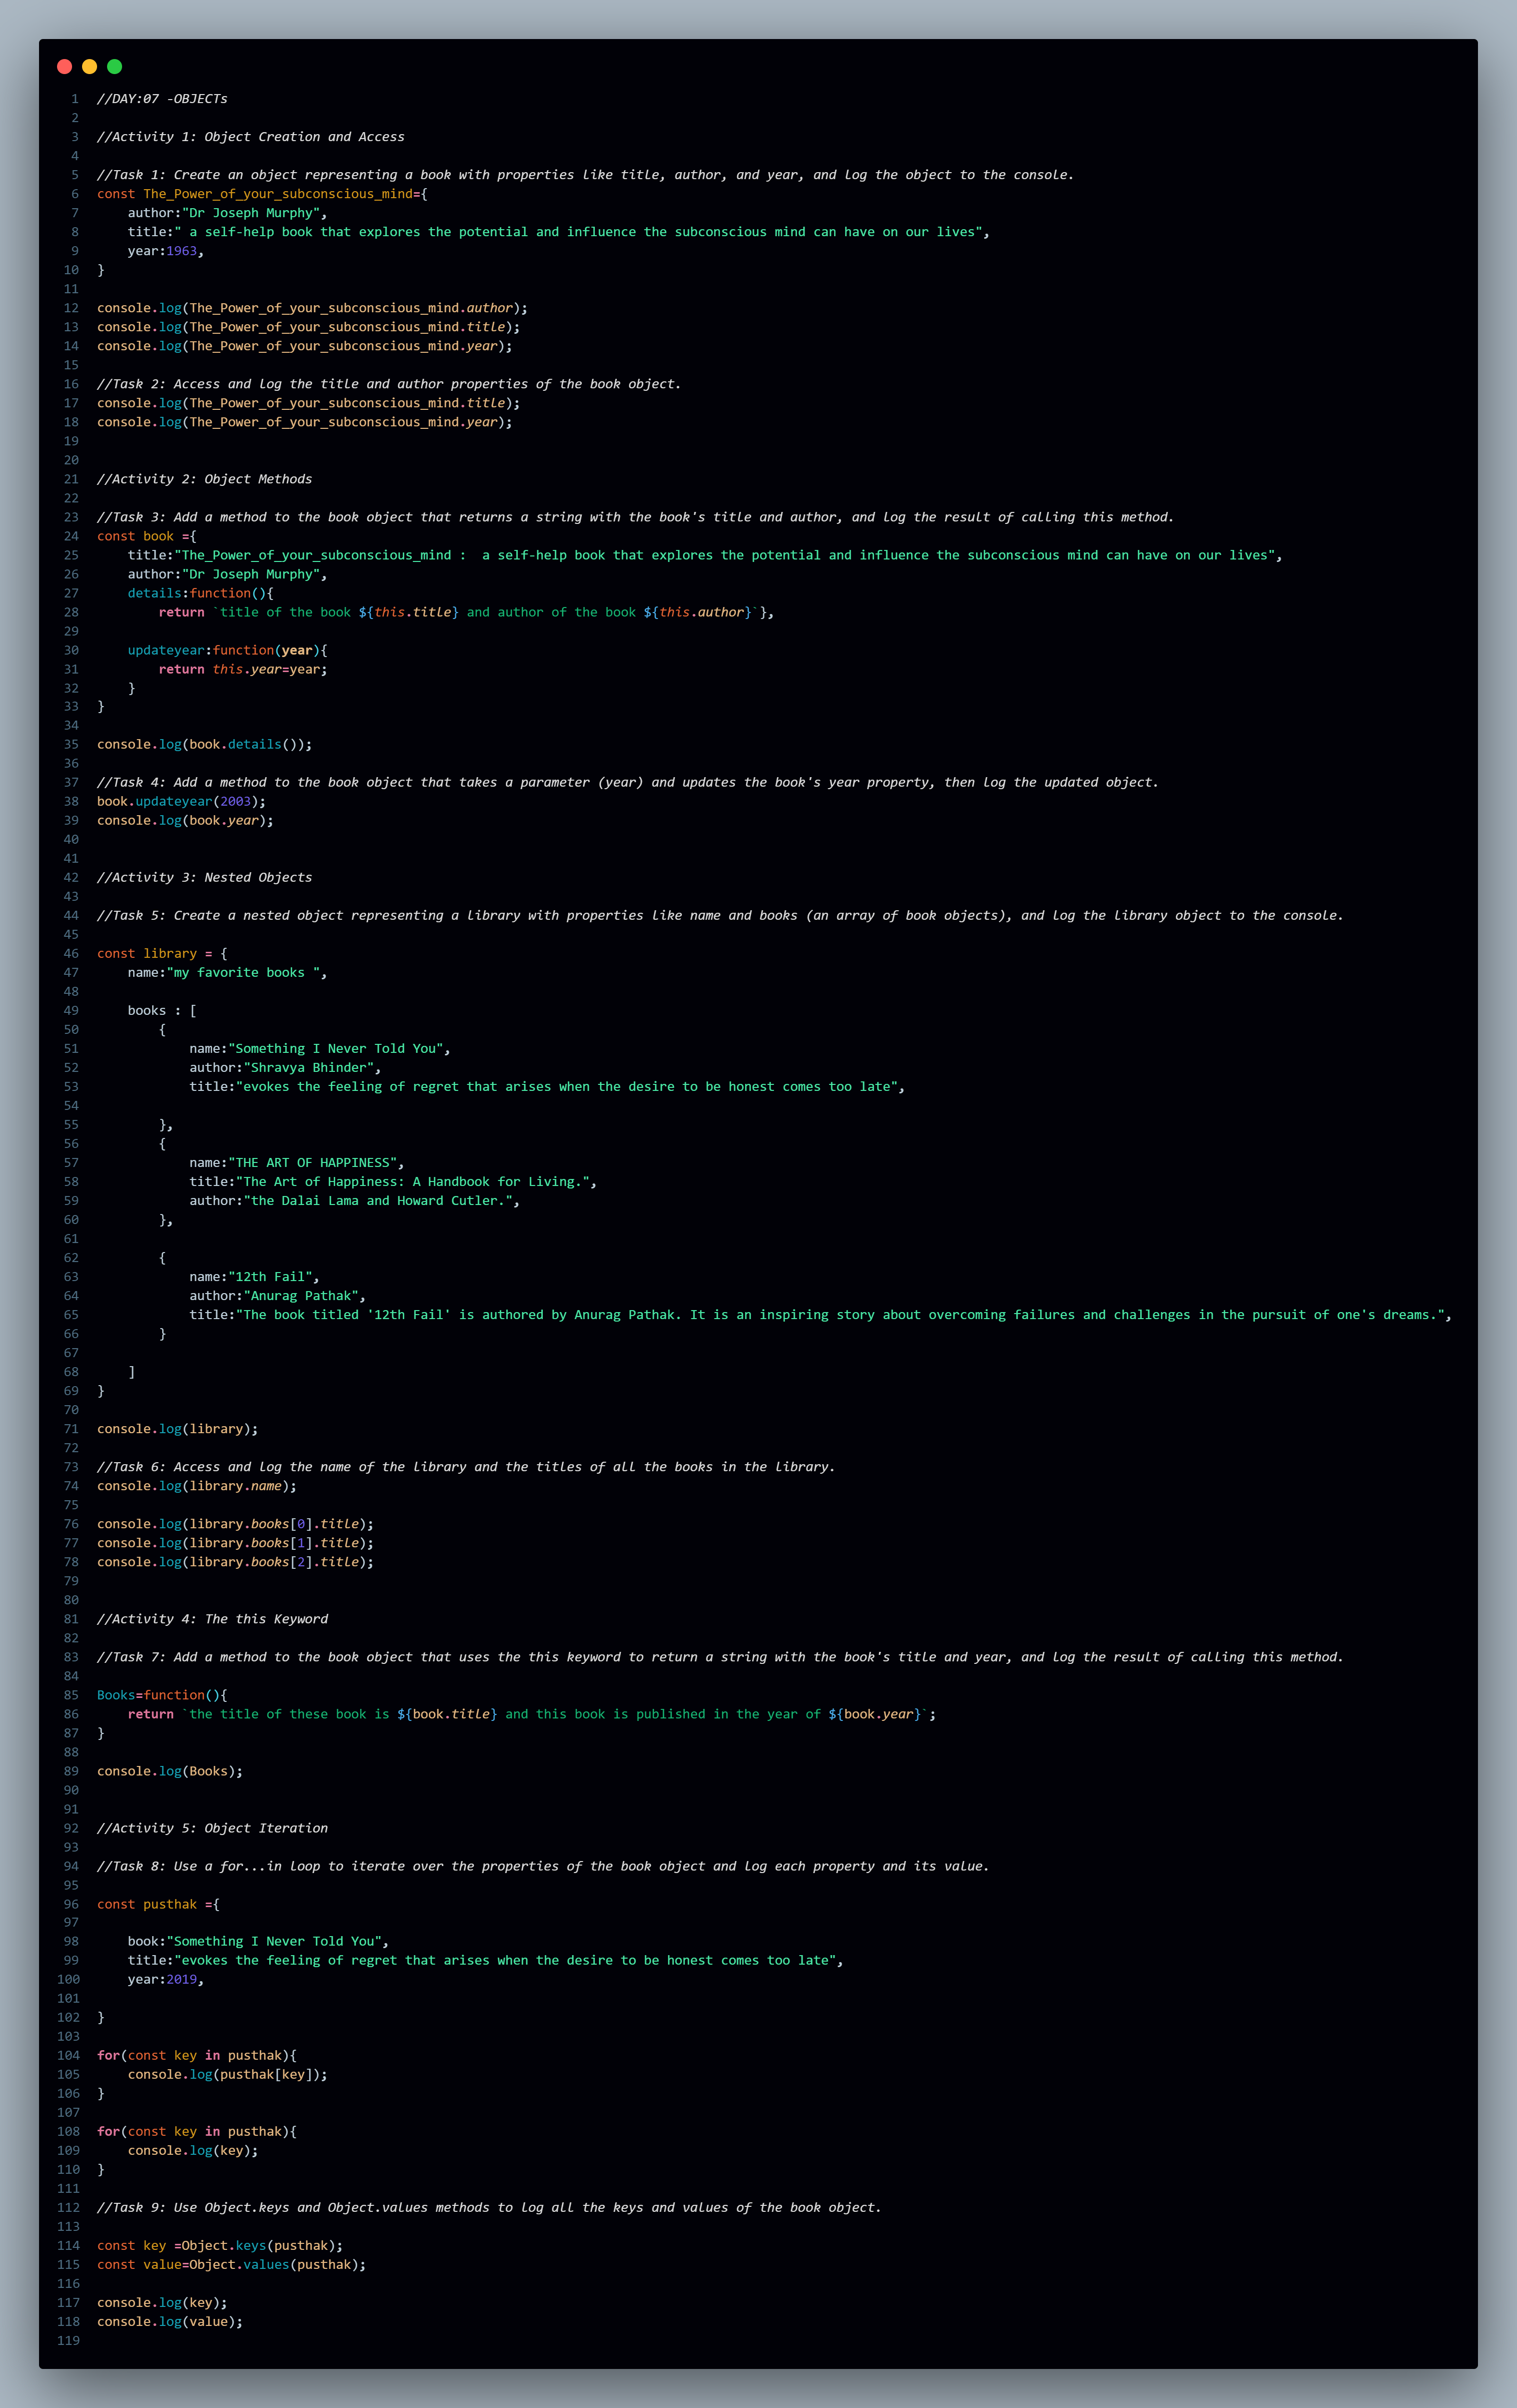 1 //DAY:07 -OBJECTs
2
3 //Activity 1: Object Creation and Access
4
5 //Task 1: Create an object representing a book with properties like title, author, and year, and log the object to the console.
6 const The_Power_of_your_subconscious_mind={
7     author:"Dr Joseph Murphy",
8     title:" a self-help book that explores the potential and influence the subconscious mind can have on our lives",
9     year:1963,
10 }
11
12 console.log(The_Power_of_your_subconscious_mind.author);
13 console.log(The_Power_of_your_subconscious_mind.title);
14 console.log(The_Power_of_your_subconscious_mind.year);
15
16 //Task 2: Access and log the title and author properties of the book object.
17 console.log(The_Power_of_your_subconscious_mind.title);
18 console.log(The_Power_of_your_subconscious_mind.year);
19
20
21 //Activity 2: Object Methods
22
23 //Task 3: Add a method to the book object that returns a string with the book's title and author, and log the result of calling this method.
24 const book ={
25     title:"The_Power_of_your_subconscious_mind :  a self-help book that explores the potential and influence the subconscious mind can have on our lives",
26     author:"Dr Joseph Murphy",
27     details:function(){
28         return `title of the book ${this.title} and author of the book ${this.author}`},
29
30     updateyear:function(year){
31         return this.year=year;
32     }
33 }
34
35 console.log(book.details());
36
37 //Task 4: Add a method to the book object that takes a parameter (year) and updates the book's year property, then log the updated object.
38 book.updateyear(2003);
39 console.log(book.year);
40
41
42 //Activity 3: Nested Objects
43
44 //Task 5: Create a nested object representing a library with properties like name and books (an array of book objects), and log the library object to the console.
45
46 const library = {
47     name:"my favorite books ",
48
49     books : [
50         {
51             name:"Something I Never Told You",
52             author:"Shravya Bhinder",
53             title:"evokes the feeling of regret that arises when the desire to be honest comes too late",
54
55         },
56         {
57             name:"THE ART OF HAPPINESS",
58             title:"The Art of Happiness: A Handbook for Living.",
59             author:"the Dalai Lama and Howard Cutler.",
60         },
61
62         {
63             name:"12th Fail",
64             author:"Anurag Pathak",
65             title:"The book titled '12th Fail' is authored by Anurag Pathak. It is an inspiring story about overcoming failures and challenges in the pursuit of one's dreams.",
66         }
67
68     ]
69 }
70
71 console.log(library);
72
73 //Task 6: Access and log the name of the library and the titles of all the books in the library.
74 console.log(library.name);
75
76 console.log(library.books[0].title);
77 console.log(library.books[1].title);
78 console.log(library.books[2].title);
79
80
81 //Activity 4: The this Keyword
82
83 //Task 7: Add a method to the book object that uses the this keyword to return a string with the book's title and year, and log the result of calling this method.
84
85 Books=function(){
86     return `the title of these book is ${book.title} and this book is published in the year of ${book.year}`;
87 }
88
89 console.log(Books);
90
91
92 //Activity 5: Object Iteration
93
94 //Task 8: Use a for...in loop to iterate over the properties of the book object and log each property and its value.
95
96 const pusthak ={
97
98     book:"Something I Never Told You",
99     title:"evokes the feeling of regret that arises when the desire to be honest comes too late",
100     year:2019,
101
102 }
103
104 for(const key in pusthak){
105     console.log(pusthak[key]);
106 }
107
108 for(const key in pusthak){
109     console.log(key);
110 }
111
112 //Task 9: Use Object.keys and Object.values methods to log all the keys and values of the book object.
113
114 const key =Object.keys(pusthak);
115 const value=Object.values(pusthak);
116
117 console.log(key);
118 console.log(value);
119